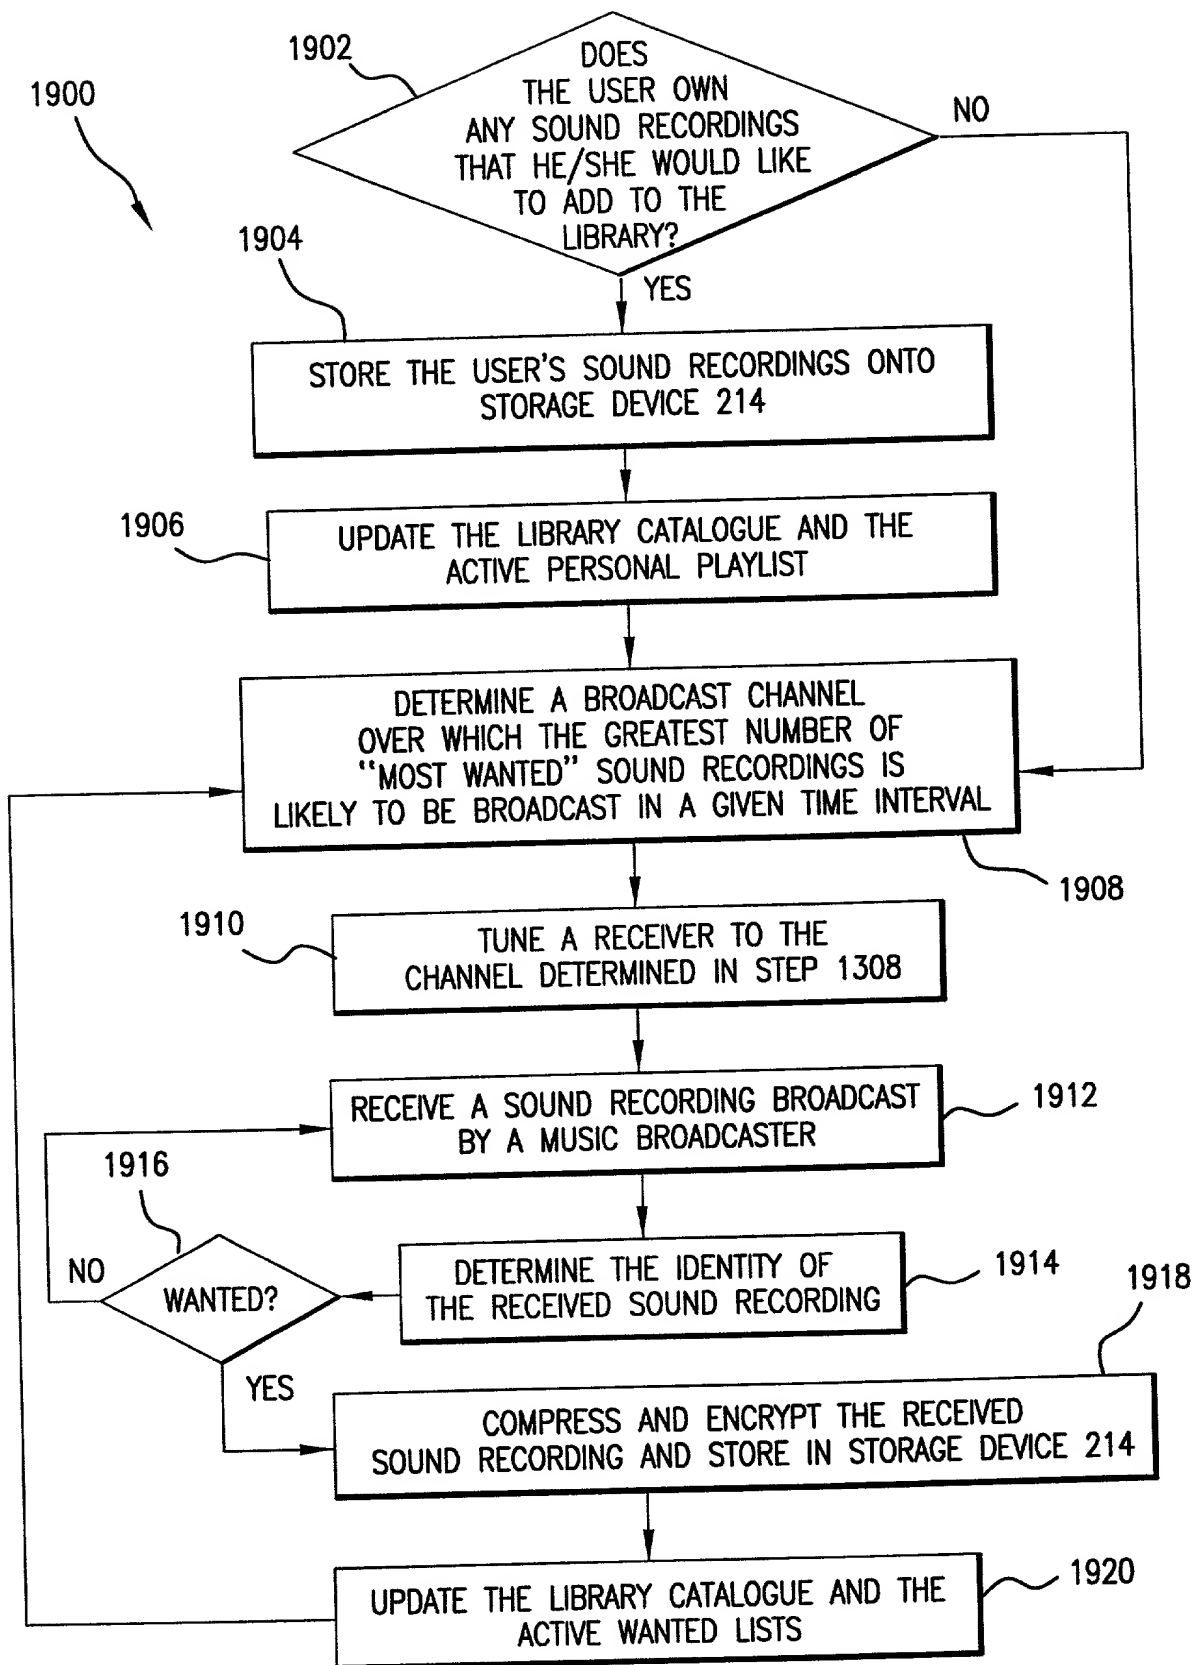 1902
DOES
THE USER OWN
ANY SOUND RECORDINGS
THAT HE/SHE WOULD LIKE
TO ADD TO THE
LIBRARY?
NO
1900
1904
YES
STORE THE USER'S SOUND RECORDINGS ONTO
STORAGE DEVICE 214
1906
UPDATE THE LIBRARY CATALOGUE AND THE
ACTIVE PERSONAL PLAYLIST
DETERMINE A BROADCAST CHANNEL
OVER WHICH THE GREATEST NUMBER OF
"MOST WANTED" SOUND RECORDINGS IS
LIKELY TO BE BROADCAST IN A GIVEN TIME INTERVAL
1908
1910
TUNE A RECEIVER TO THE
CHANNEL DETERMINED IN STEP 1308
RECEIVE A SOUND RECORDING BROADCAST
BY A MUSIC BROADCASTER
1912
1916
NO
WANTED?
DETERMINE THE IDENTITY OF
THE RECEIVED SOUND RECORDING
1914
1918
YES
COMPRESS AND ENCRYPT THE RECEIVED
SOUND RECORDING AND STORE IN STORAGE DEVICE 214
UPDATE THE LIBRARY CATALOGUE AND THE
ACTIVE WANTED LISTS
1920